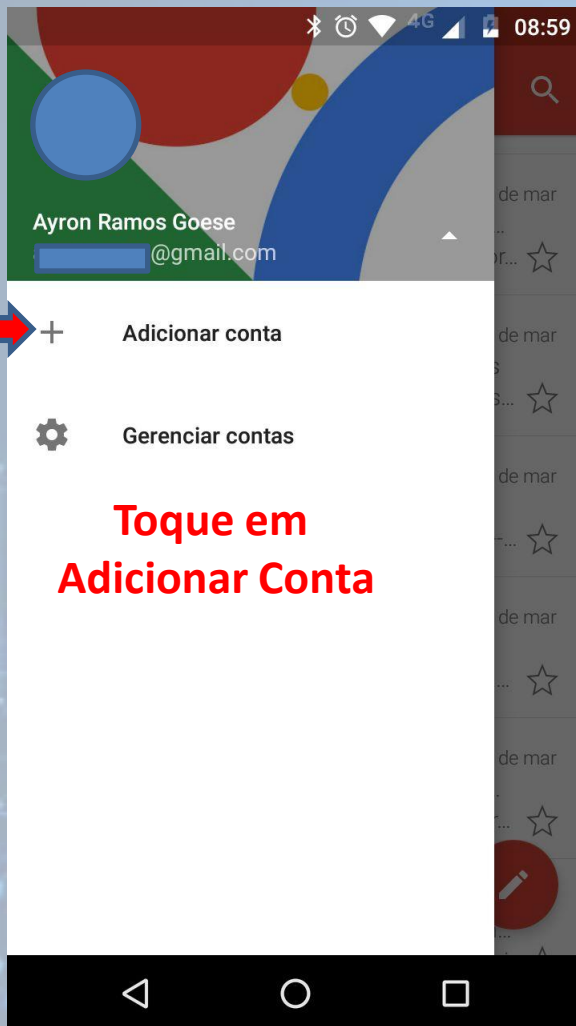 4G 08:59
Ayron Ramos Goese
@gmail.com
Adicionar conta
Gerenciar contas
Toque em
Adicionar Conta
de mar
de mar
de mar
de mar
de mar